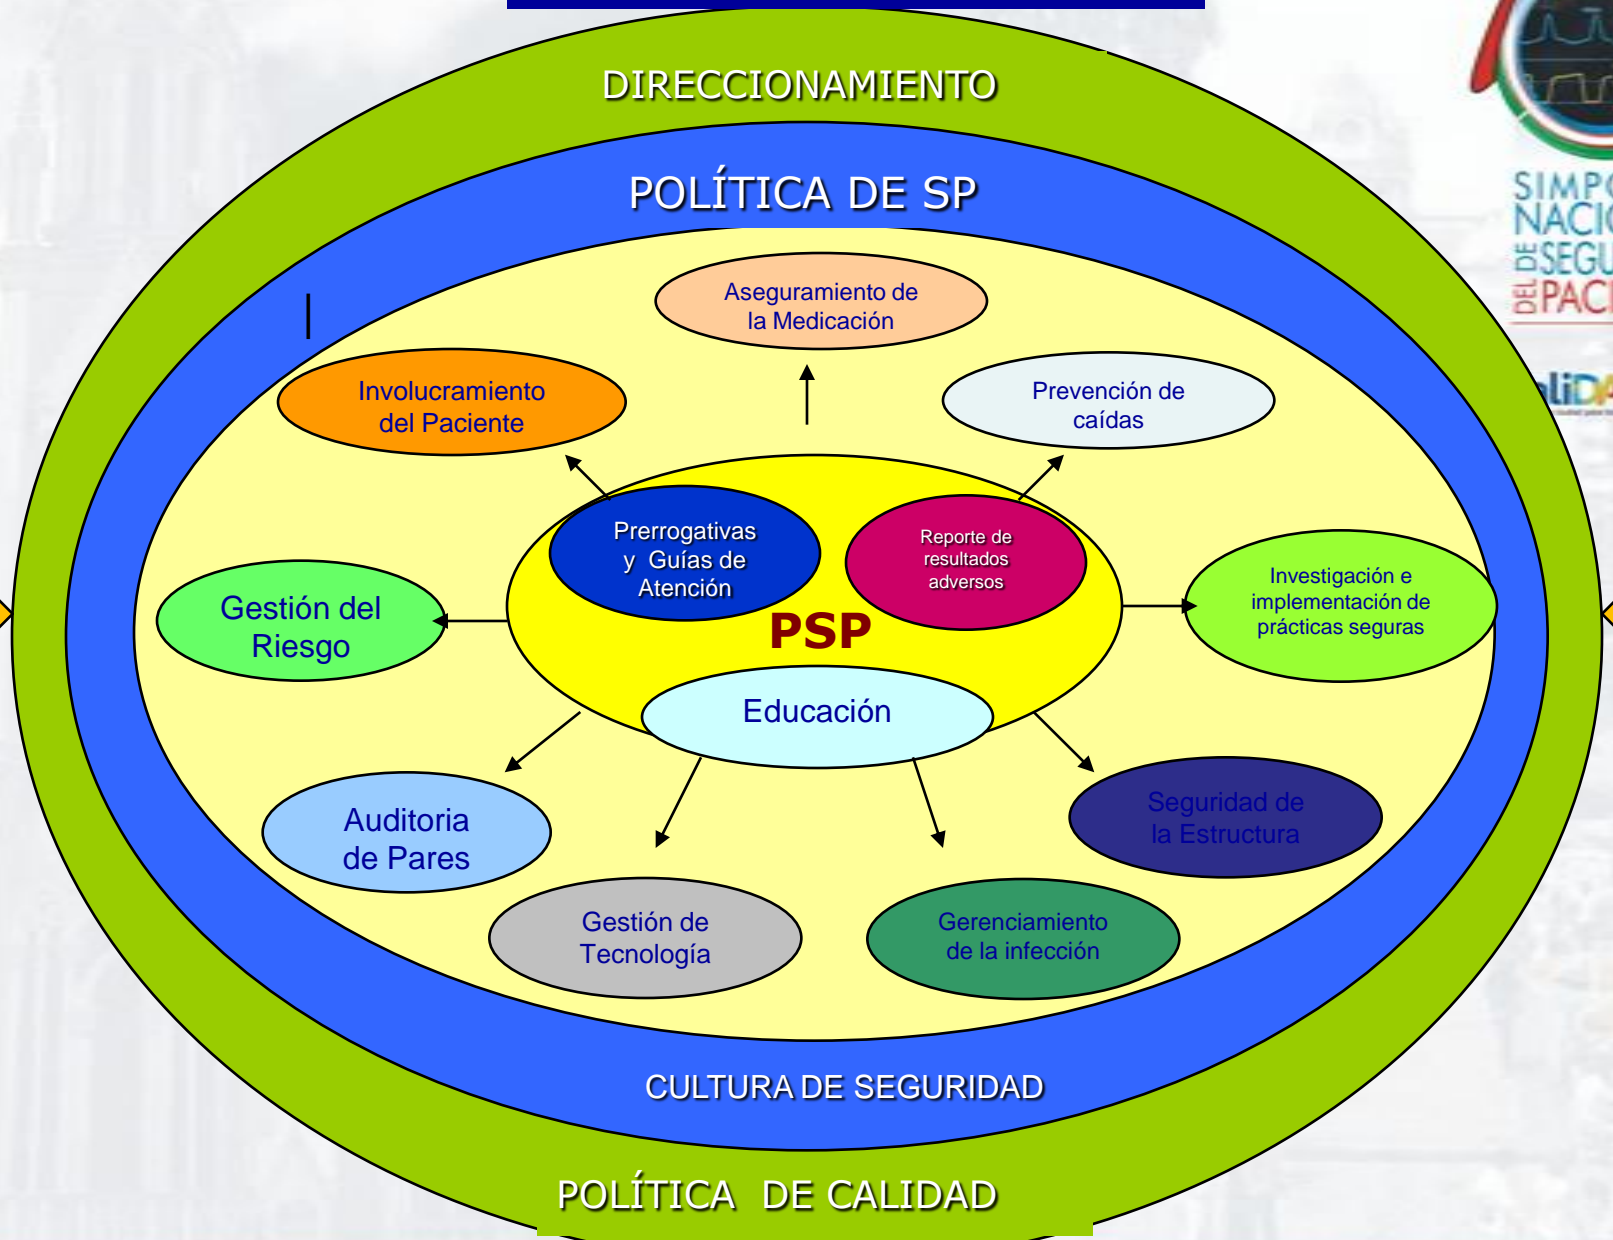 DIRECCIONAMIENTO
POLÍTICA DE SP
Aseguramiento de
la Medicación
Involucramiento
del Paciente
Prevención de
caídas
Prerrogativas
y Guías de
Atención
Reporte de
resultados
adversos
PSP
Gestión del
Riesgo
Investigación e
implementación de
prácticas seguras
Educación
Auditoria
de Pares
Seguridad de
la Estructura
Gestión de
Tecnología
Gerenciamiento
de la infección
CULTURA DE SEGURIDAD
POLÍTICA DE CALIDAD
DE
DEL